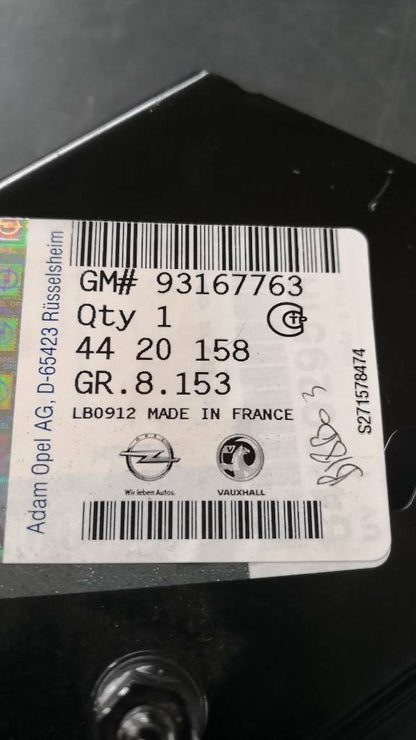 Adam Opel AG, D-65423 Rüsselsheim
GM# 93167763
Qty 1
44 20 158
GR.8.153
LB0912 MADE IN FRANCE
OPEL
Wir leben Autos.
VAUXHALL
S271578474